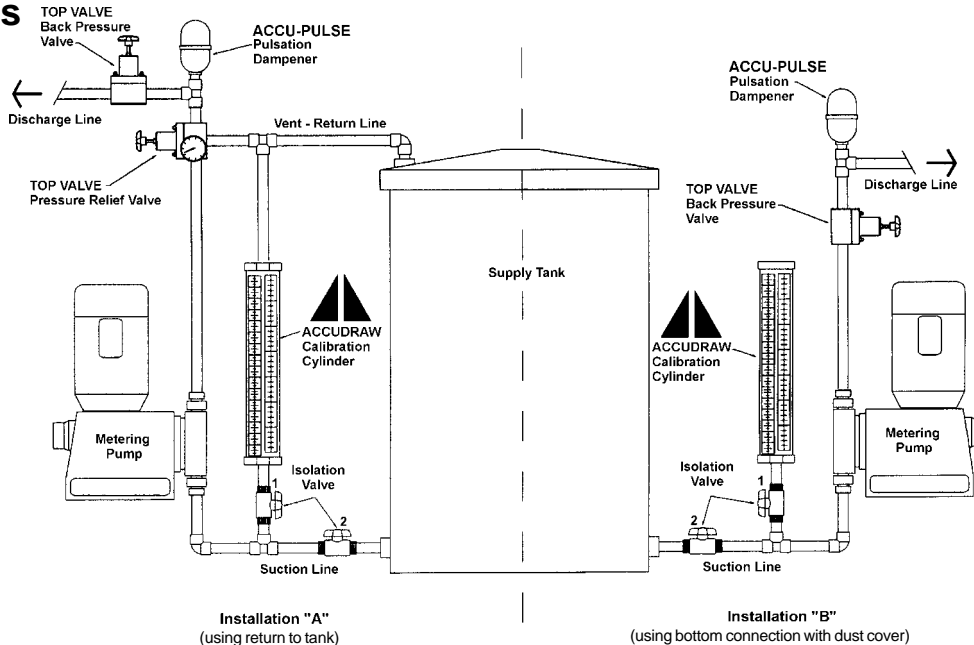 S
TOP VALVE
Back Pressure
Valve
ACCU-PULSE
Pulsation
Dampener
Discharge Line
Vent - Return Line
TOP VALVE
Pressure Relief Valve
ACCUDRAW
Calibration
Cylinder
Metering
Pump
Isolation
Valve
1
2
Suction Line
Installation "A"
(using return to tank)
Supply Tank
ACCU-PULSE
Pulsation
Dampener
Discharge Line
TOP VALVE
Back Pressure
Valve
ACCUDRAW
Calibration
Cylinder
Metering
Pump
Isolation
Valve
1
2
Suction Line
Installation "B"
(using bottom connection with dust cover)